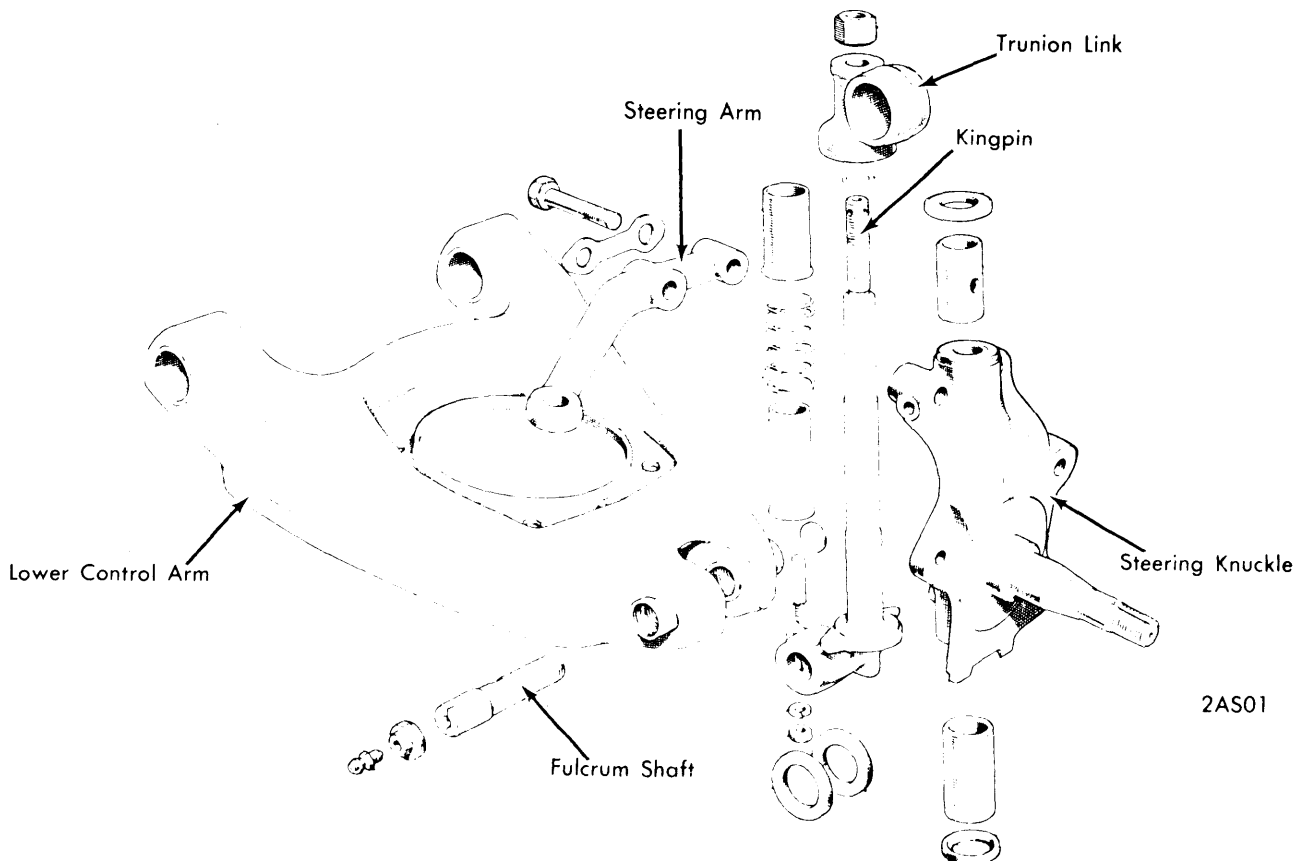 Trunion Link
Steering Arm
Kingpin
Lower Control Arm
Steering Knuckle
2AS01
Fulcrum Shaft